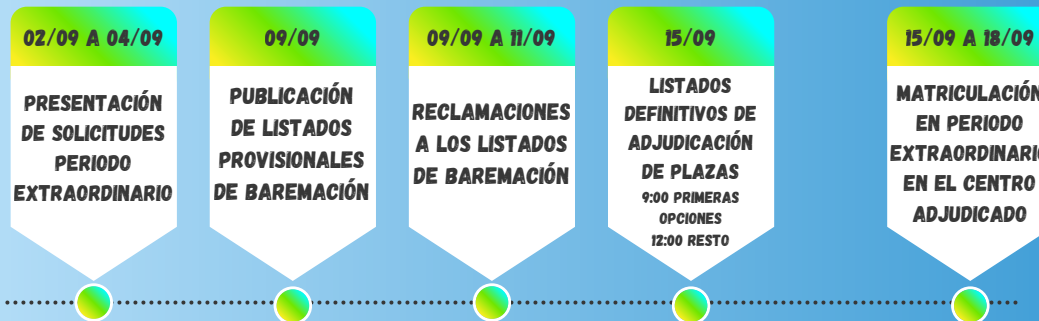 02/09 A 04/09
PRESENTACIÓN
DE SOLICITUDES
PERIODO
EXTRAORDINARIO
09/09
PUBLICACIÓN
DE LISTADOS
PROVISIONALES
DE BAREMACIÓN
09/09 A 11/09
RECLAMACIONES
A LOS LISTADOS
DE BAREMACIÓN
15/09
LISTADOS
DEFINITIVOS DE
ADJUDICACIÓN
DE PLAZAS
9:00 PRIMERAS
OPCIONES
12:00 RESTO
15/09 A 18/09
MATRICULACIÓN
EN PERIODO
EXTRAORDINARIO
EN EL CENTRO
ADJUDICADO